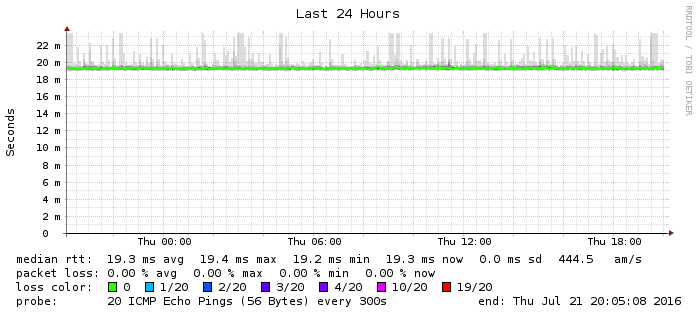 Last 24 Hours
RRDTOOL / TOBI OETIKER
Seconds
22 m
20 m
18 m
16 m
14 m
12 m
10 m
8 m
6 m
4 m
2 m
0
Thu 00:00 Thu 06:00 Thu 12:00 Thu 18:00
median rtt: 19.3 ms avg 19.4 ms max 19.2 ms min 19.3 ms now 0.0 ms sd 444.5 am/s
packet loss: 0.00 % avg 0.00 % max 0.00 % min 0.00 % now
loss color: 0 1/20 2/20 3/20 4/20 10/20 19/20
probe: 20 ICMP Echo Pings (56 Bytes) every 300s end: Thu Jul 21 20:05:08 2016